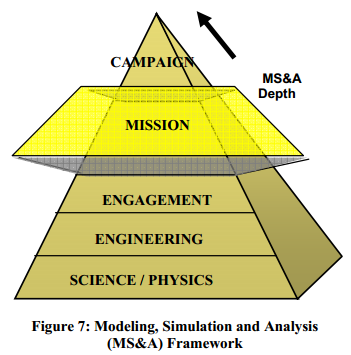 CAMPAIGN
MS&A
Depth
MISSION
ENGAGEMENT
ENGINEERING
SCIENCE / PHYSICS
Figure 7: Modeling, Simulation and Analysis
(MS&A) Framework